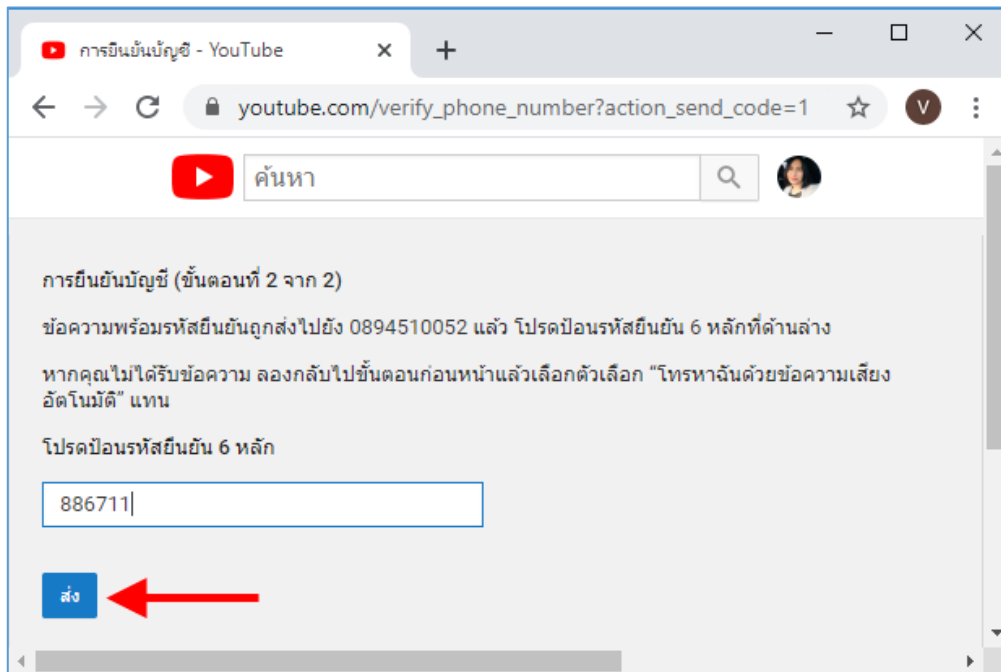 การยืนยันบัญชี - YouTube
youtube.com/verify_phone_number?action_send_code=1
V
ค้นหา
การยืนยันบัญชี (ขั้นตอนที่ 2 จาก 2)
ข้อความพร้อมรหัสยืนยันถูกส่งไปยัง 0894510052 แล้ว โปรดป้อนรหัสยืนยัน 6 หลักที่ด้านล่าง
หากคุณไม่ได้รับข้อความ ลองกลับไปขั้นตอนก่อนหน้าแล้วเลือกตัวเลือก “โทรหาฉันด้วยข้อความเสียง
อัตโนมัติ” แทน
โปรดป้อนรหัสยืนยัน 6 หลัก
886711
ส่ง